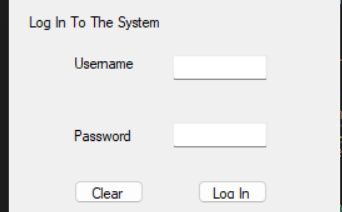 Log In To The System
Username
Password
Clear Log In